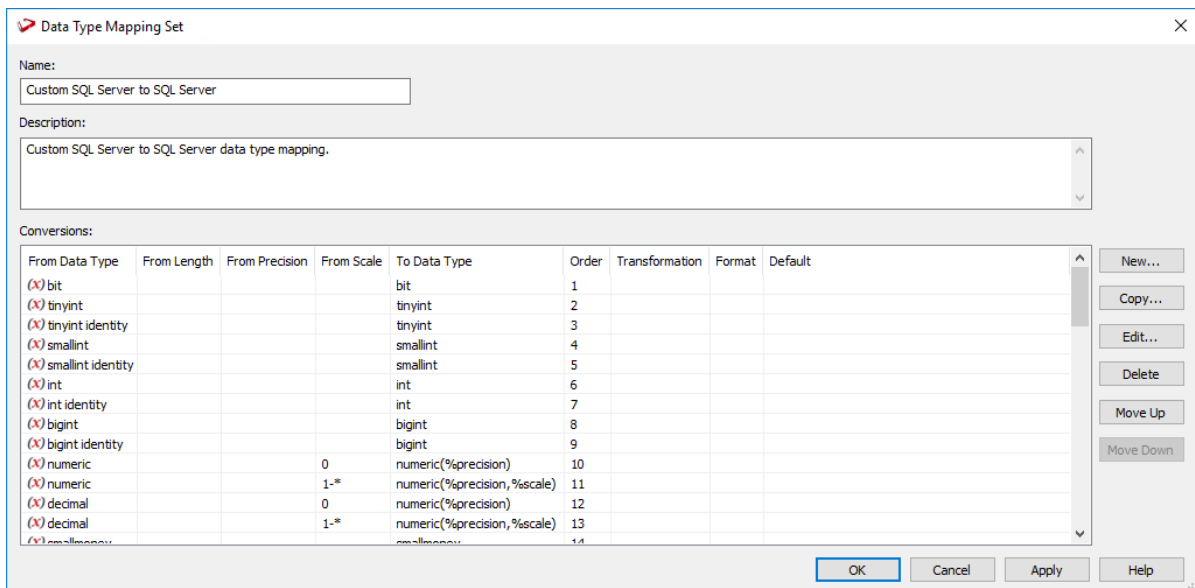 Data Type Mapping Set
Name:
Custom SQL Server to SQL Server
Description:
Custom SQL Server to SQL Server data type mapping.
Conversions:
From Data Type From Length From Precision From Scale To Data Type Order Transformation Format Default
(x) bit bit 1
(x) tinyint tinyint 2
(x) tinyint identity tinyint 3
(x) smallint smallint 4
(x) smallint identity smallint 5
(x) int int 6
(x) int identity int 7
(x) bigint bigint 8
(x) bigint identity bigint 9
(x) numeric 0 numeric(%precision) 10
(x) numeric 1-* numeric(%precision,%scale) 11
(x) decimal 0 numeric(%precision) 12
(x) decimal 1-* numeric(%precision,%scale) 13
(x) smallmoney smallmoney 14
New...
Copy...
Edit...
Delete
Move Up
Move Down
OK Cancel Apply Help